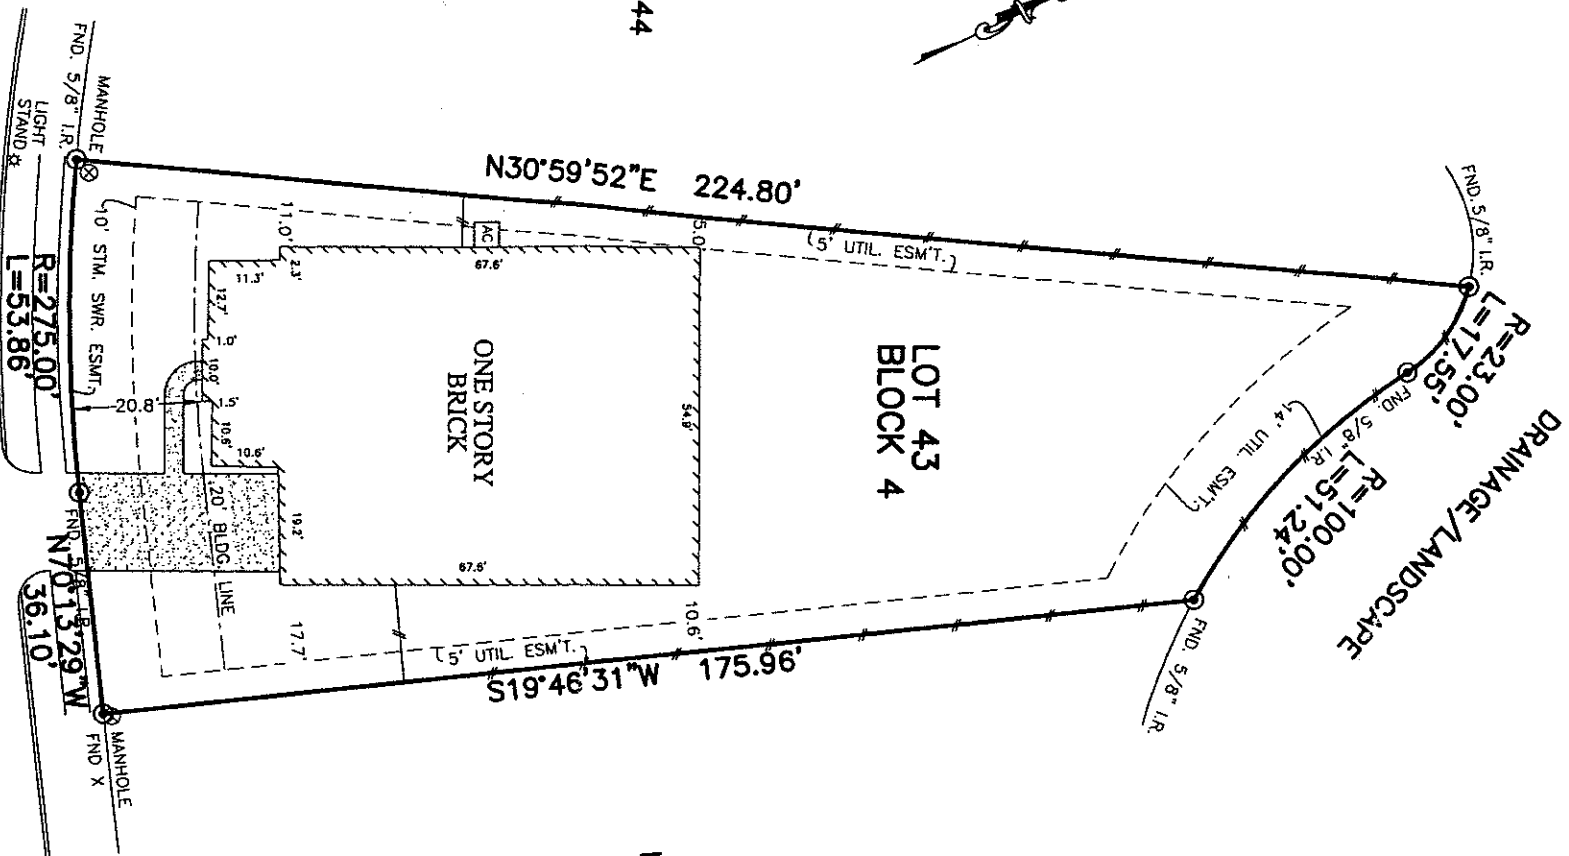 44
FND. 5/8" I.R.
MANHOLE
LIGHT
STAND
N30°59'52"E 224.80'
FND. 5/8" I.R.
R=23.00'
L=17.55'
FND. 5/8" I.R.
DRAINAGE/LANDSCAPE
R=100.00'
L=51.24'
14' UTIL. ESM'T.
5' UTIL. ESM'T.
11.0'
AC
5.0'
2.3'
67.6'
11.3'
12.7'
1.0'
10.0'
1.5'
10.6'
10.6'
19.2'
67.6'
ONE STORY
BRICK
LOT 43
BLOCK 4
10' STM. SWR. ESMT.
R=275.00'
L=53.86'
20.8'
20' BLDG. LINE
FND. 5/8" I.R.
N70°13'29"W
36.10'
17.7'
10.6'
5' UTIL. ESM'T.
S19°46'31"W 175.96'
FND. 5/8" I.R.
MANHOLE
FND X